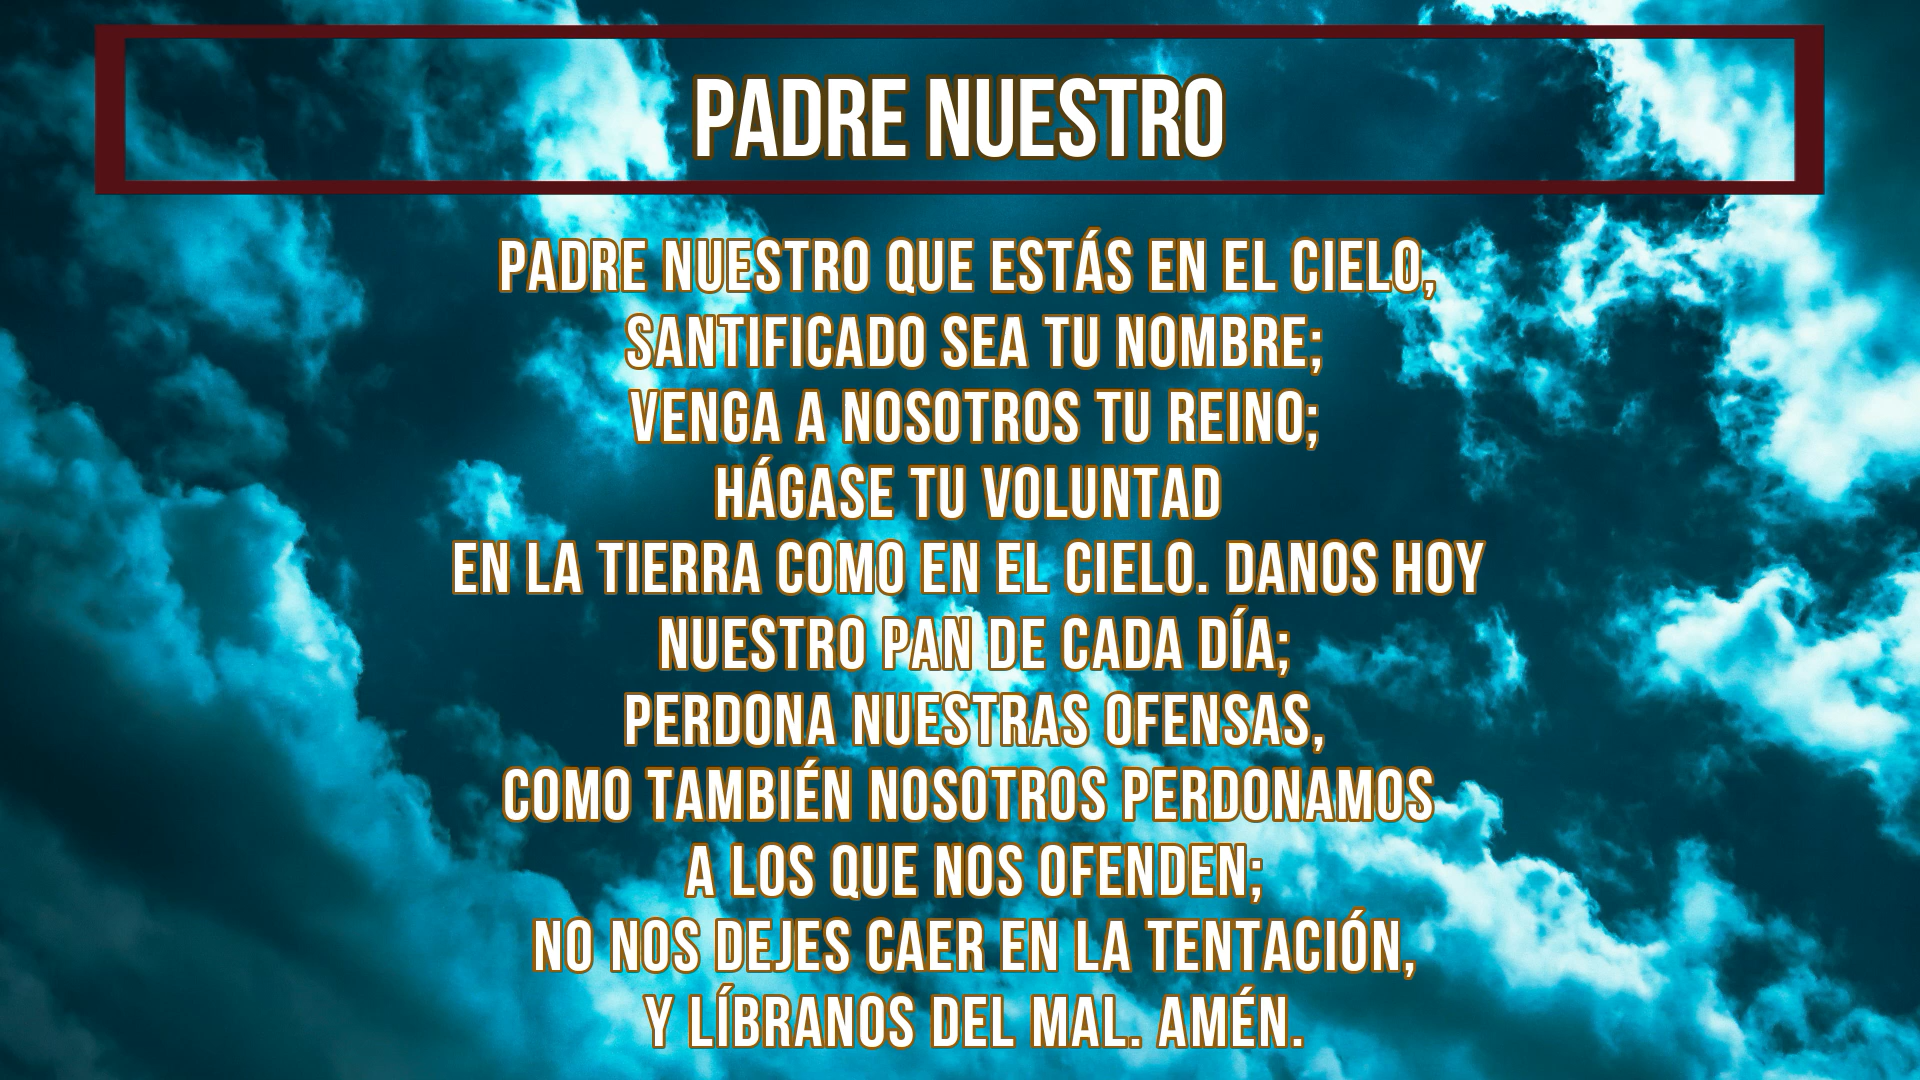 PADRE NUESTRO
PADRE NUESTRO QUE ESTÁS EN EL CIELO,
SANTIFICADO SEA TU NOMBRE;
VENGA A NOSOTROS TU REINO;
HÁGASE TU VOLUNTAD
EN LA TIERRA COMO EN EL CIELO. DANOS HOY
NUESTRO PAN DE CADA DÍA;
PERDONA NUESTRAS OFENSAS,
COMO TAMBIÉN NOSOTROS PERDONAMOS
A LOS QUE NOS OFENDEN;
NO NOS DEJES CAER EN LA TENTACIÓN,
Y LÍBRANOS DEL MAL. AMÉN.